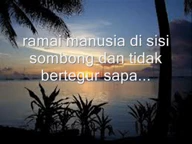 ramai manusia di sisi
sombong dan tidak
bertegur sapa...